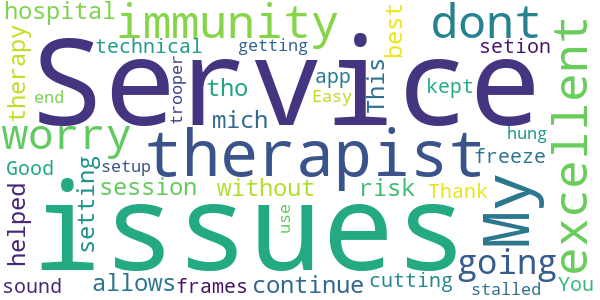 hospital
immunity
dont
best
technical
getting
setion
therapy
Service
trooper
tho
app
This
kept
excellent
end
Easy
mich
worry
therapist
hung
freeze
Good
setup
setting
session
without
risk
Thank
My
helped
issues
use
going
sound
allows
frames
continue
cutting
stalled
You